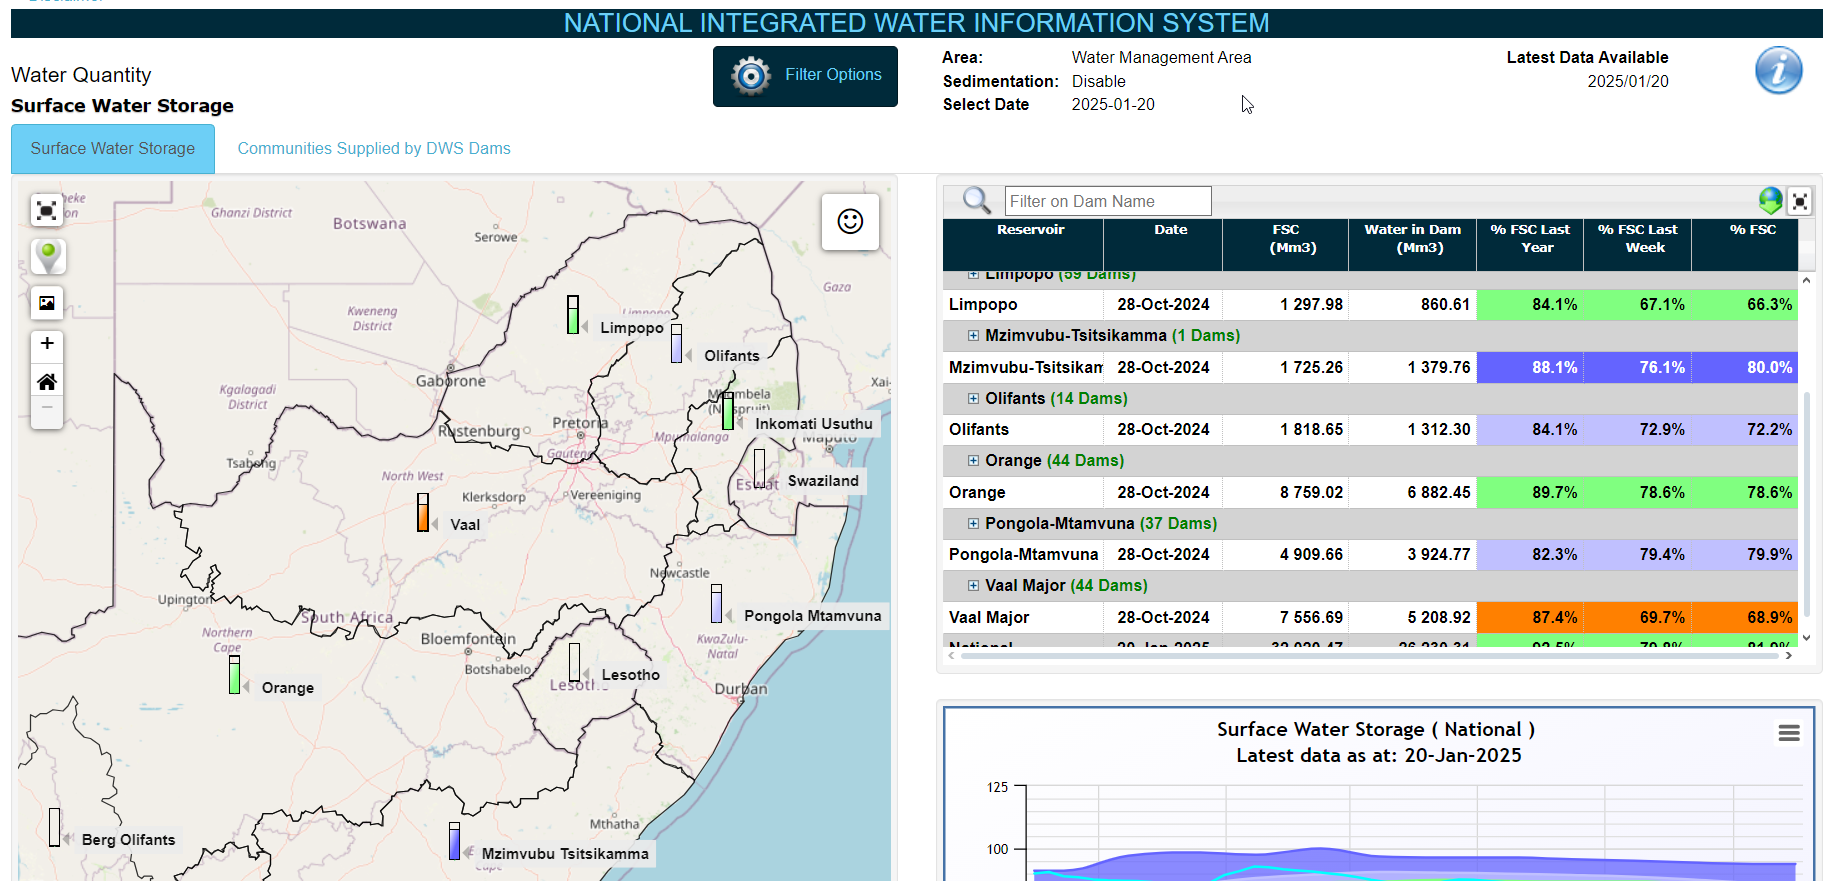 NATIONAL INTEGRATED WATER INFORMATION SYSTEM
Water Quantity
Surface Water Storage
Filter Options
Area: Water Management Area
Sedimentation: Disable
Select Date 2025-01-20
Latest Data Available
2025/01/20
Surface Water Storage
Communities Supplied by DWS Dams
Ghanzi District
Botswana
Serowe
Gaza
Kweneng
District
Limpopo
Limpopo
Olifants
Gaborone
Kgalagadi
District
Xai-
Inkomati Usuthu
Rustenburg
Pretoria
Mpumalanga
Maputo
Gauteng
Tsabong
North West
Klerksdorp
Vereeniging
Swaziland
Vaal
Newcastle
Upington
South Africa
Pongola Mtamvuna
Northern
Cape
Bloemfontein
Botshabelo
KwaZulu-
Natal
Lesotho
Orange
Durban
Mthatha
Berg Olifants
Mzimvubu Tsitsikamma
Cape
Filter on Dam Name
Reservoir Date FSC (Mm3) Water in Dam (Mm3) % FSC Last Year % FSC Last Week % FSC
Limpopo (59 Dams)
Limpopo 28-Oct-2024 1 297.98 860.61 84.1% 67.1% 66.3%
Mzimvubu-Tsitsikamma (1 Dams)
Mzimvubu-Tsitsikam 28-Oct-2024 1 725.26 1 379.76 88.1% 76.1% 80.0%
Olifants (14 Dams)
Olifants 28-Oct-2024 1 818.65 1 312.30 84.1% 72.9% 72.2%
Orange (44 Dams)
Orange 28-Oct-2024 8 759.02 6 882.45 89.7% 78.6% 78.6%
Pongola-Mtamvuna (37 Dams)
Pongola-Mtamvuna 28-Oct-2024 4 909.66 3 924.77 82.3% 79.4% 79.9%
Vaal Major (44 Dams)
Vaal Major 28-Oct-2024 7 556.69 5 208.92 87.4% 69.7% 68.9%
Surface Water Storage ( National )
Latest data as at: 20-Jan-2025
125
100